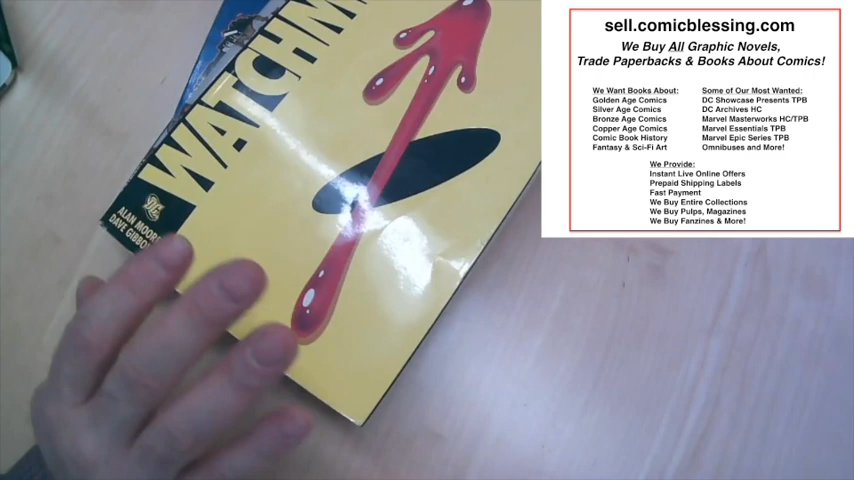 WATCHM
DC
ALAN MOORE
DAVE GIBBO
sell.comicblessing.com
We Buy All Graphic Novels,
Trade Paperbacks & Books About Comics!
We Want Books About:
Golden Age Comics
Silver Age Comics
Bronze Age Comics
Copper Age Comics
Comic Book History
Fantasy & Sci-Fi Art
Some of Our Most Wanted:
DC Showcase Presents TPB
DC Archives HC
Marvel Masterworks HC/TPB
Marvel Essentials TPB
Marvel Epic Series TPB
Omnibuses and More!
We Provide:
Instant Live Online Offers
Prepaid Shipping Labels
Fast Payment
We Buy Entire Collections
We Buy Pulps, Magazines
We Buy Fanzines & More!